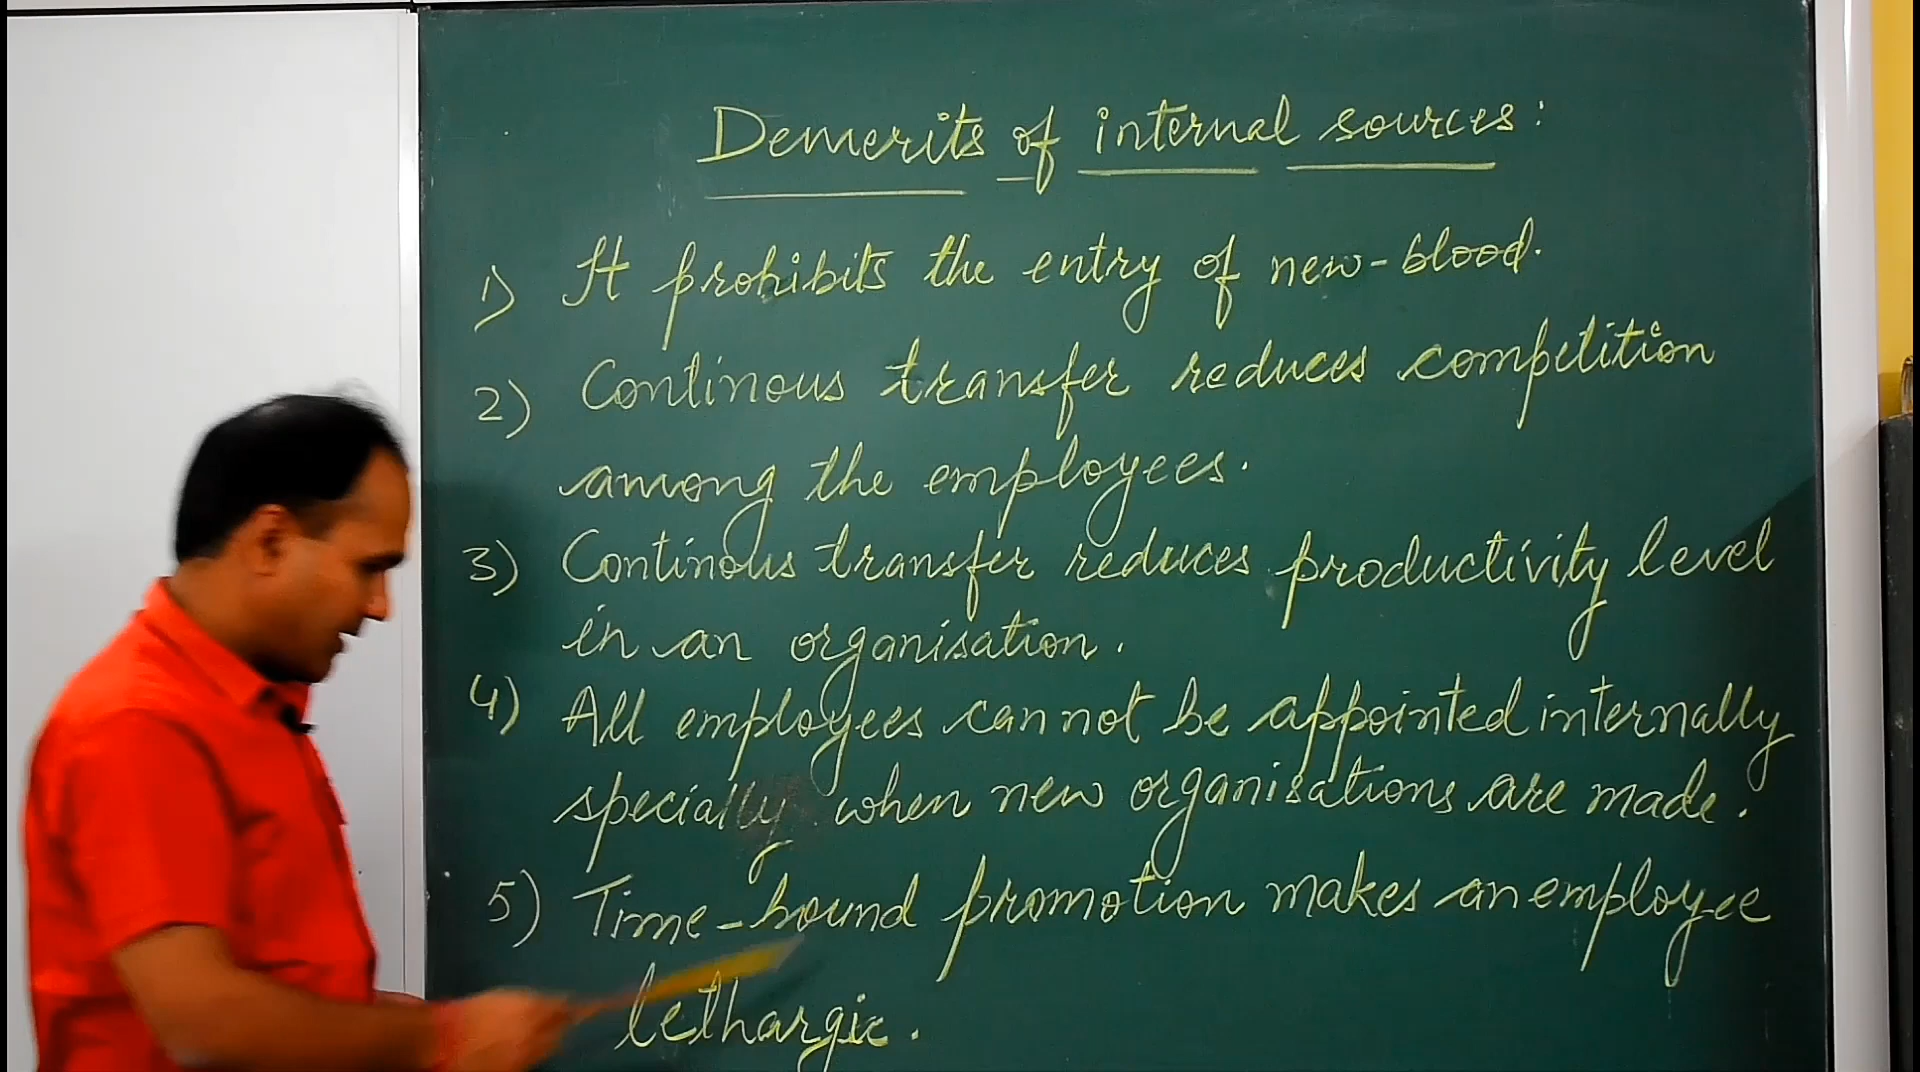 Demerits of internal sources:
1) It prohibits the entry of new-blood.
2) Continous transfer reduces competition
among the employees.
3) Continous transfer reduces productivity level
in an organisation.
4) All employees can not be appointed internally
specially when new organisations are made.
5) Time-bound promotion makes an employee
lethargic.